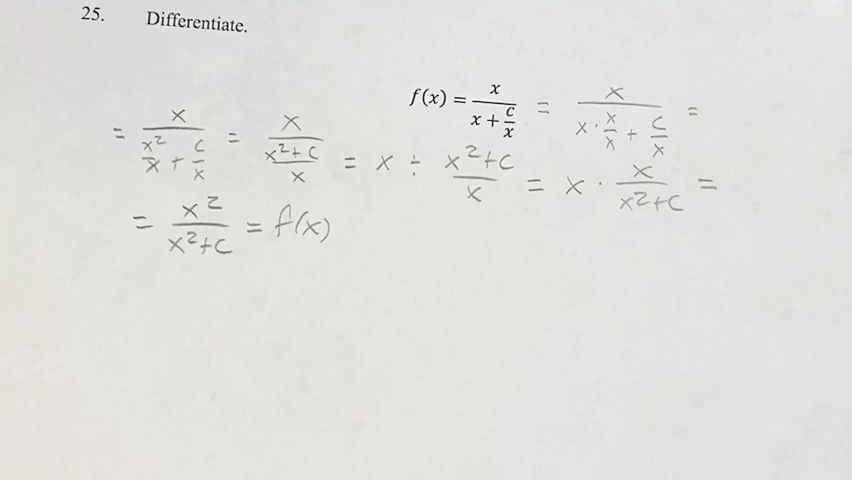 25. Differentiate.
f(x) = x/(x + c/x) = x/(x · x/x + c/x) =
= x/(x²/x + c/x) = x/((x²+c)/x) = x ÷ (x²+c)/x = x · x/(x²+c) =
= x²/(x²+c) = f(x)